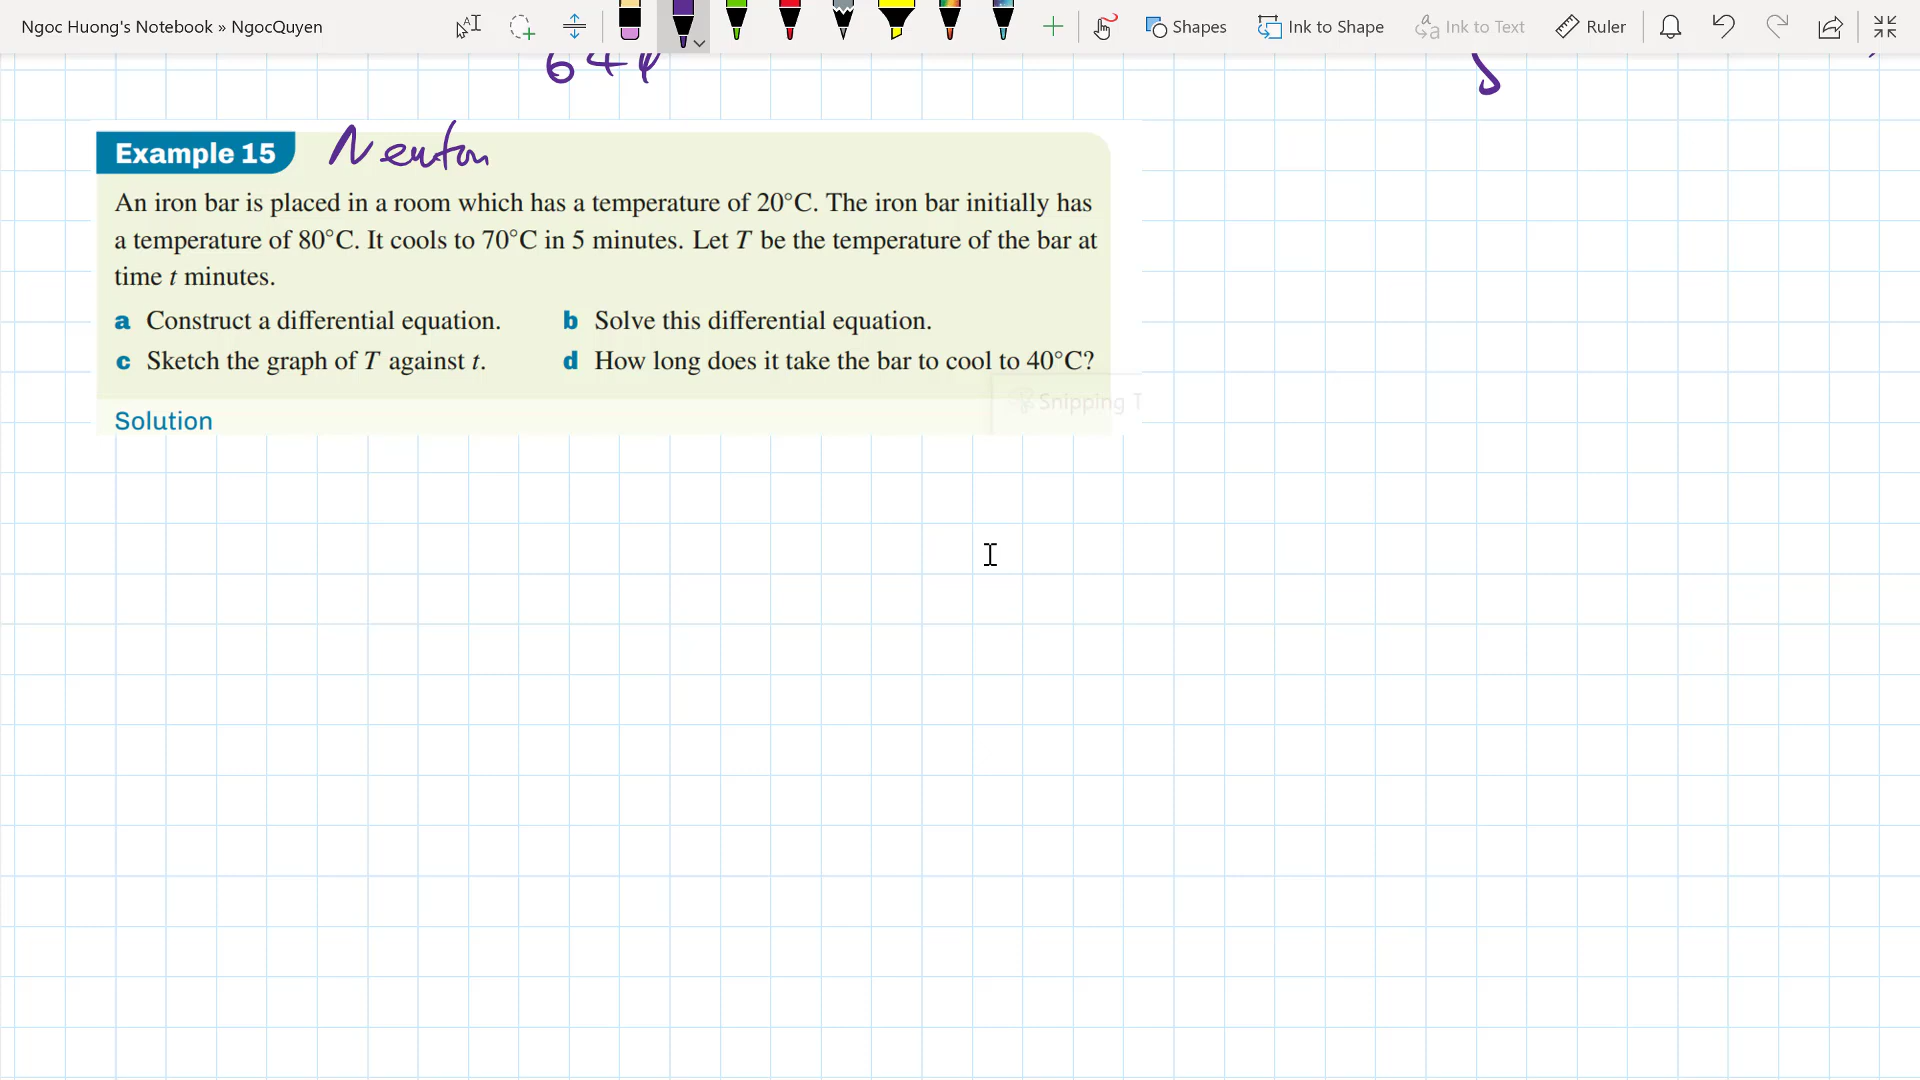 Ngoc Huong's Notebook » NgocQuyen
Shapes
Ink to Shape
Ink to Text
Ruler
Example 15 Newton
An iron bar is placed in a room which has a temperature of 20°C. The iron bar initially has
a temperature of 80°C. It cools to 70°C in 5 minutes. Let T be the temperature of the bar at
time t minutes.
a Construct a differential equation.
b Solve this differential equation.
c Sketch the graph of T against t.
d How long does it take the bar to cool to 40°C?
Snipping T
Solution